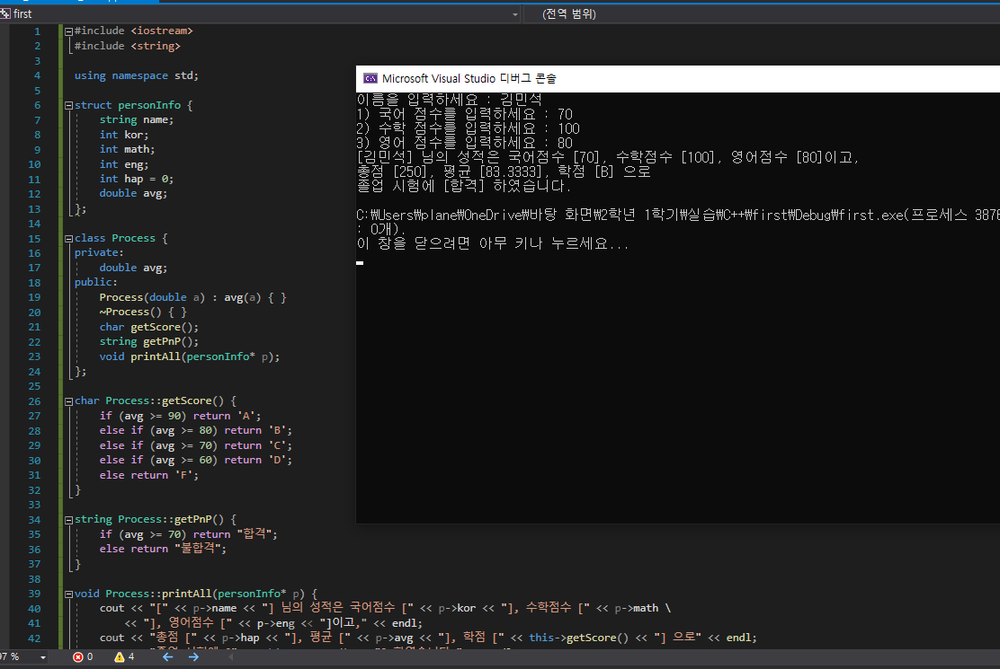 first (전역 범위)
1 #include <iostream>
2 #include <string>
3
4 using namespace std;
5
6 struct personInfo {
7 string name;
8 int kor;
9 int math;
10 int eng;
11 int hap = 0;
12 double avg;
13 };
14
15 class Process {
16 private:
17 double avg;
18 public:
19 Process(double a) : avg(a) { }
20 ~Process() { }
21 char getScore();
22 string getPnP();
23 void printAll(personInfo* p);
24 };
25
26 char Process::getScore() {
27 if (avg >= 90) return 'A';
28 else if (avg >= 80) return 'B';
29 else if (avg >= 70) return 'C';
30 else if (avg >= 60) return 'D';
31 else return 'F';
32 }
33
34 string Process::getPnP() {
35 if (avg >= 70) return "합격";
36 else return "불합격";
37 }
38
39 void Process::printAll(personInfo* p) {
40 cout << "[" << p->name << "] 님의 성적은 국어점수 [" << p->kor << "], 수학점수 [" << p->math \
41 << "], 영어점수 [" << p->eng << "]이고," << endl;
42 cout << "총점 [" << p->hap << "], 평균 [" << p->avg << "], 학점 [" << this->getScore() << "] 으로" << endl;
97 % 0 4
Microsoft Visual Studio 디버그 콘솔
이름을 입력하세요 : 김민석
1) 국어 점수를 입력하세요 : 70
2) 수학 점수를 입력하세요 : 100
3) 영어 점수를 입력하세요 : 80
[김민석] 님의 성적은 국어점수 [70], 수학점수 [100], 영어점수 [80]이고,
총점 [250], 평균 [83.3333], 학점 [B] 으로
졸업 시험에 [합격] 하였습니다.
C:₩Users₩plane₩OneDrive₩바탕 화면₩2학년 1학기₩실습₩C++₩first₩Debug₩first.exe(프로세스 3876
: 0개).
이 창을 닫으려면 아무 키나 누르세요...